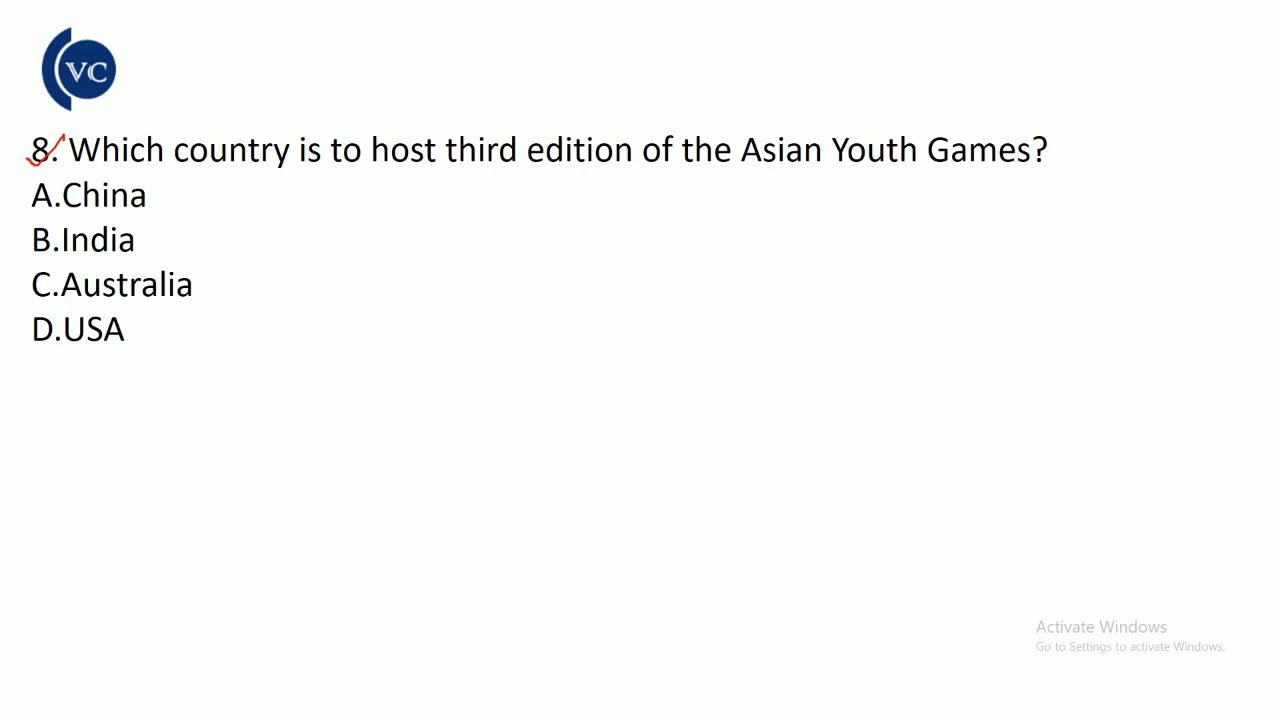 VC
8. Which country is to host third edition of the Asian Youth Games?
A.China
B.India
C.Australia
D.USA
Activate Windows
Go to Settings to activate Windows.